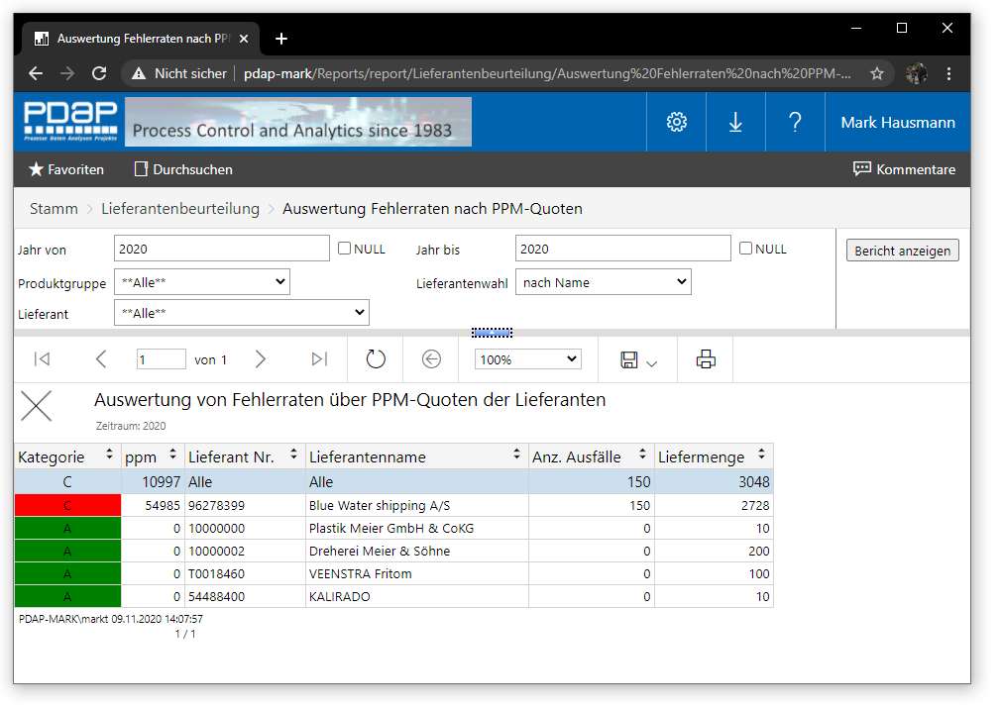 Auswertung Fehlerraten nach PP
Nicht sicher pdap-mark/Reports/report/Lieferantenbeurteilung/Auswertung%20Fehlerraten%20nach%20PPM-...
PDAP
Prozesse Daten Analysen Projekte
Process Control and Analytics since 1983
? Mark Hausmann
Favoriten Durchsuchen Kommentare
Stamm > Lieferantenbeurteilung > Auswertung Fehlerraten nach PPM-Quoten
Jahr von 2020 NULL Jahr bis 2020 NULL Bericht anzeigen
Produktgruppe **Alle** Lieferantenwahl nach Name
Lieferant **Alle**
1 von 1 100%
Auswertung von Fehlerraten über PPM-Quoten der Lieferanten
Zeitraum: 2020
Kategorie ppm Lieferant Nr. Lieferantenname Anz. Ausfälle Liefermenge
C 10997 Alle Alle 150 3048
C 54985 96278399 Blue Water shipping A/S 150 2728
A 0 10000000 Plastik Meier GmbH & CoKG 0 10
A 0 10000002 Dreherei Meier & Söhne 0 200
A 0 T0018460 VEENSTRA Fritom 0 100
A 0 54488400 KALIRADO 0 10
PDAP-MARK\markt 09.11.2020 14:07:57
1 / 1